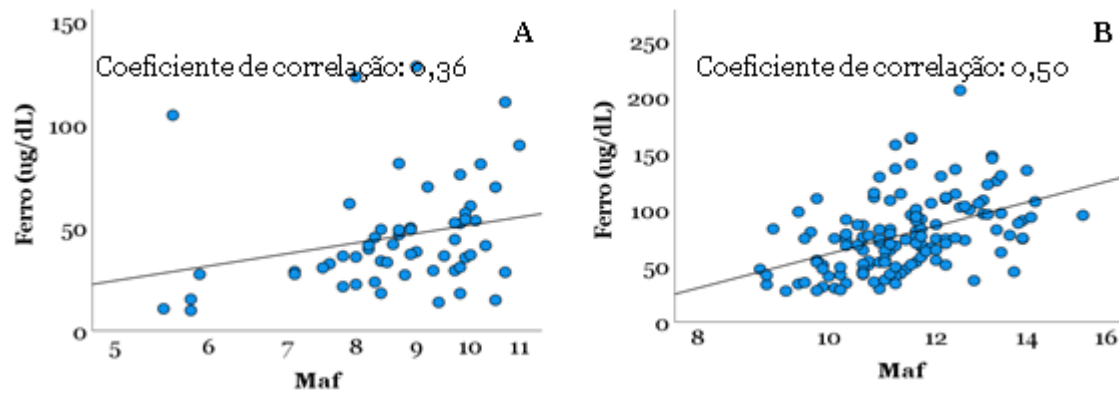 A
Coeficiente de correlação: 0,36
Ferro (ug/dL)
150
100
50
0
5 6 7 8 9 10 11
Maf
B
Coeficiente de correlação: 0,50
Ferro (ug/dL)
250
200
150
100
50
0
8 10 12 14 16
Maf